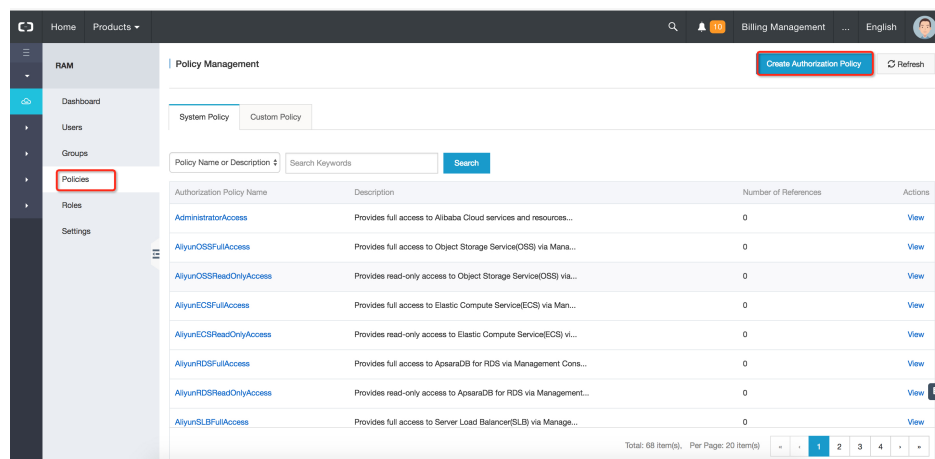 Home Products 10 Billing Management ... English
RAM
Policy Management Create Authorization Policy Refresh
Dashboard
Users
Groups
Policies
Roles
Settings
System Policy Custom Policy
Policy Name or Description Search Keywords Search
Authorization Policy Name Description Number of References Actions
AdministratorAccess Provides full access to Alibaba Cloud services and resources... 0 View
AliyunOSSFullAccess Provides full access to Object Storage Service(OSS) via Mana... 0 View
AliyunOSSReadOnlyAccess Provides read-only access to Object Storage Service(OSS) via... 0 View
AliyunECSFullAccess Provides full access to Elastic Compute Service(ECS) via Man... 0 View
AliyunECSReadOnlyAccess Provides read-only access to Elastic Compute Service(ECS) vi... 0 View
AliyunRDSFullAccess Provides full access to ApsaraDB for RDS via Management Cons... 0 View
AliyunRDSReadOnlyAccess Provides read-only access to ApsaraDB for RDS via Management... 0 View
AliyunSLBFullAccess Provides full access to Server Load Balancer(SLB) via Manage... 0 View
Total: 68 item(s), Per Page: 20 item(s) « ‹ 1 2 3 4 › »